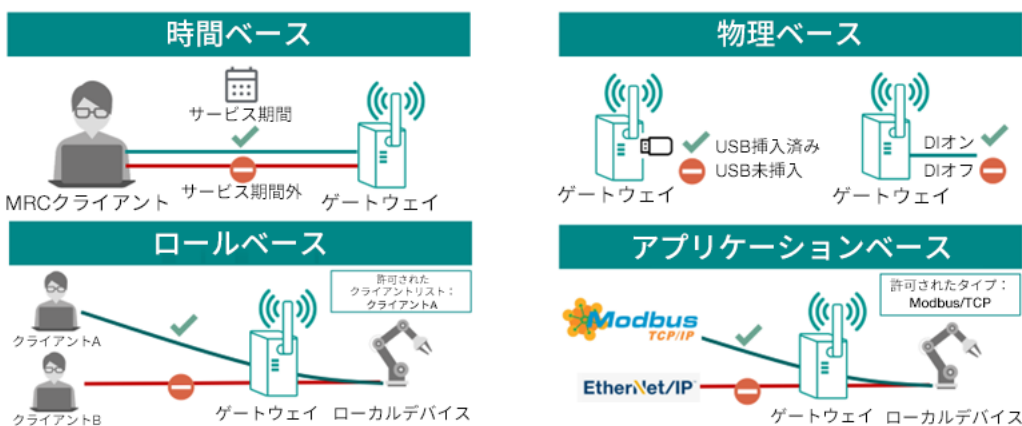 時間ベース
サービス期間
サービス期間外
MRCクライアント
ゲートウェイ
物理ベース
USB挿入済み
USB未挿入
ゲートウェイ
DIオン
DIオフ
ゲートウェイ
ロールベース
許可された
クライアントリスト：
クライアントA
クライアントA
クライアントB
ゲートウェイ
ローカルデバイス
アプリケーションベース
許可されたタイプ：
Modbus/TCP
Modbus
TCP/IP
EtherNet/IP
ゲートウェイ
ローカルデバイス